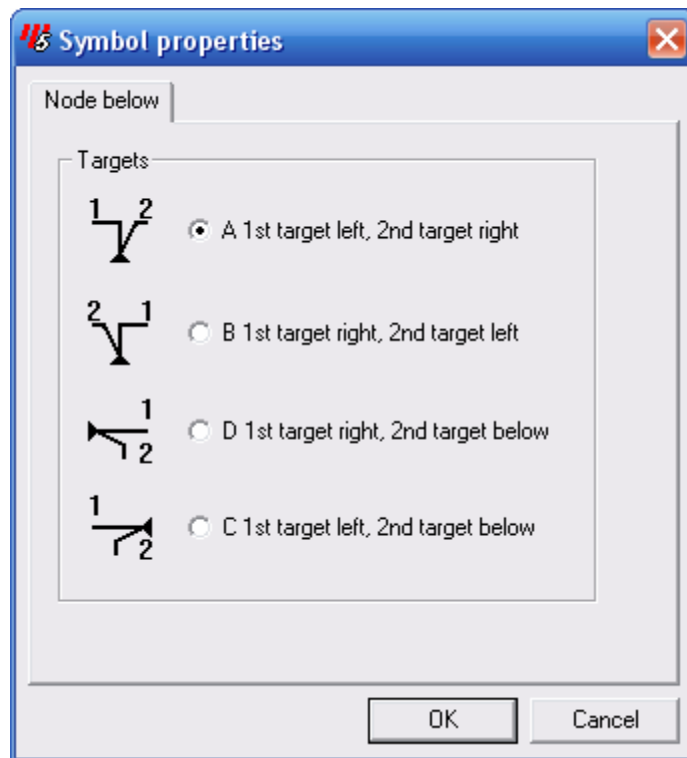 Symbol properties
Node below
Targets
1 2
A 1st target left, 2nd target right
2 1
B 1st target right, 2nd target left
1
2
D 1st target right, 2nd target below
1
2
C 1st target left, 2nd target below
OK Cancel